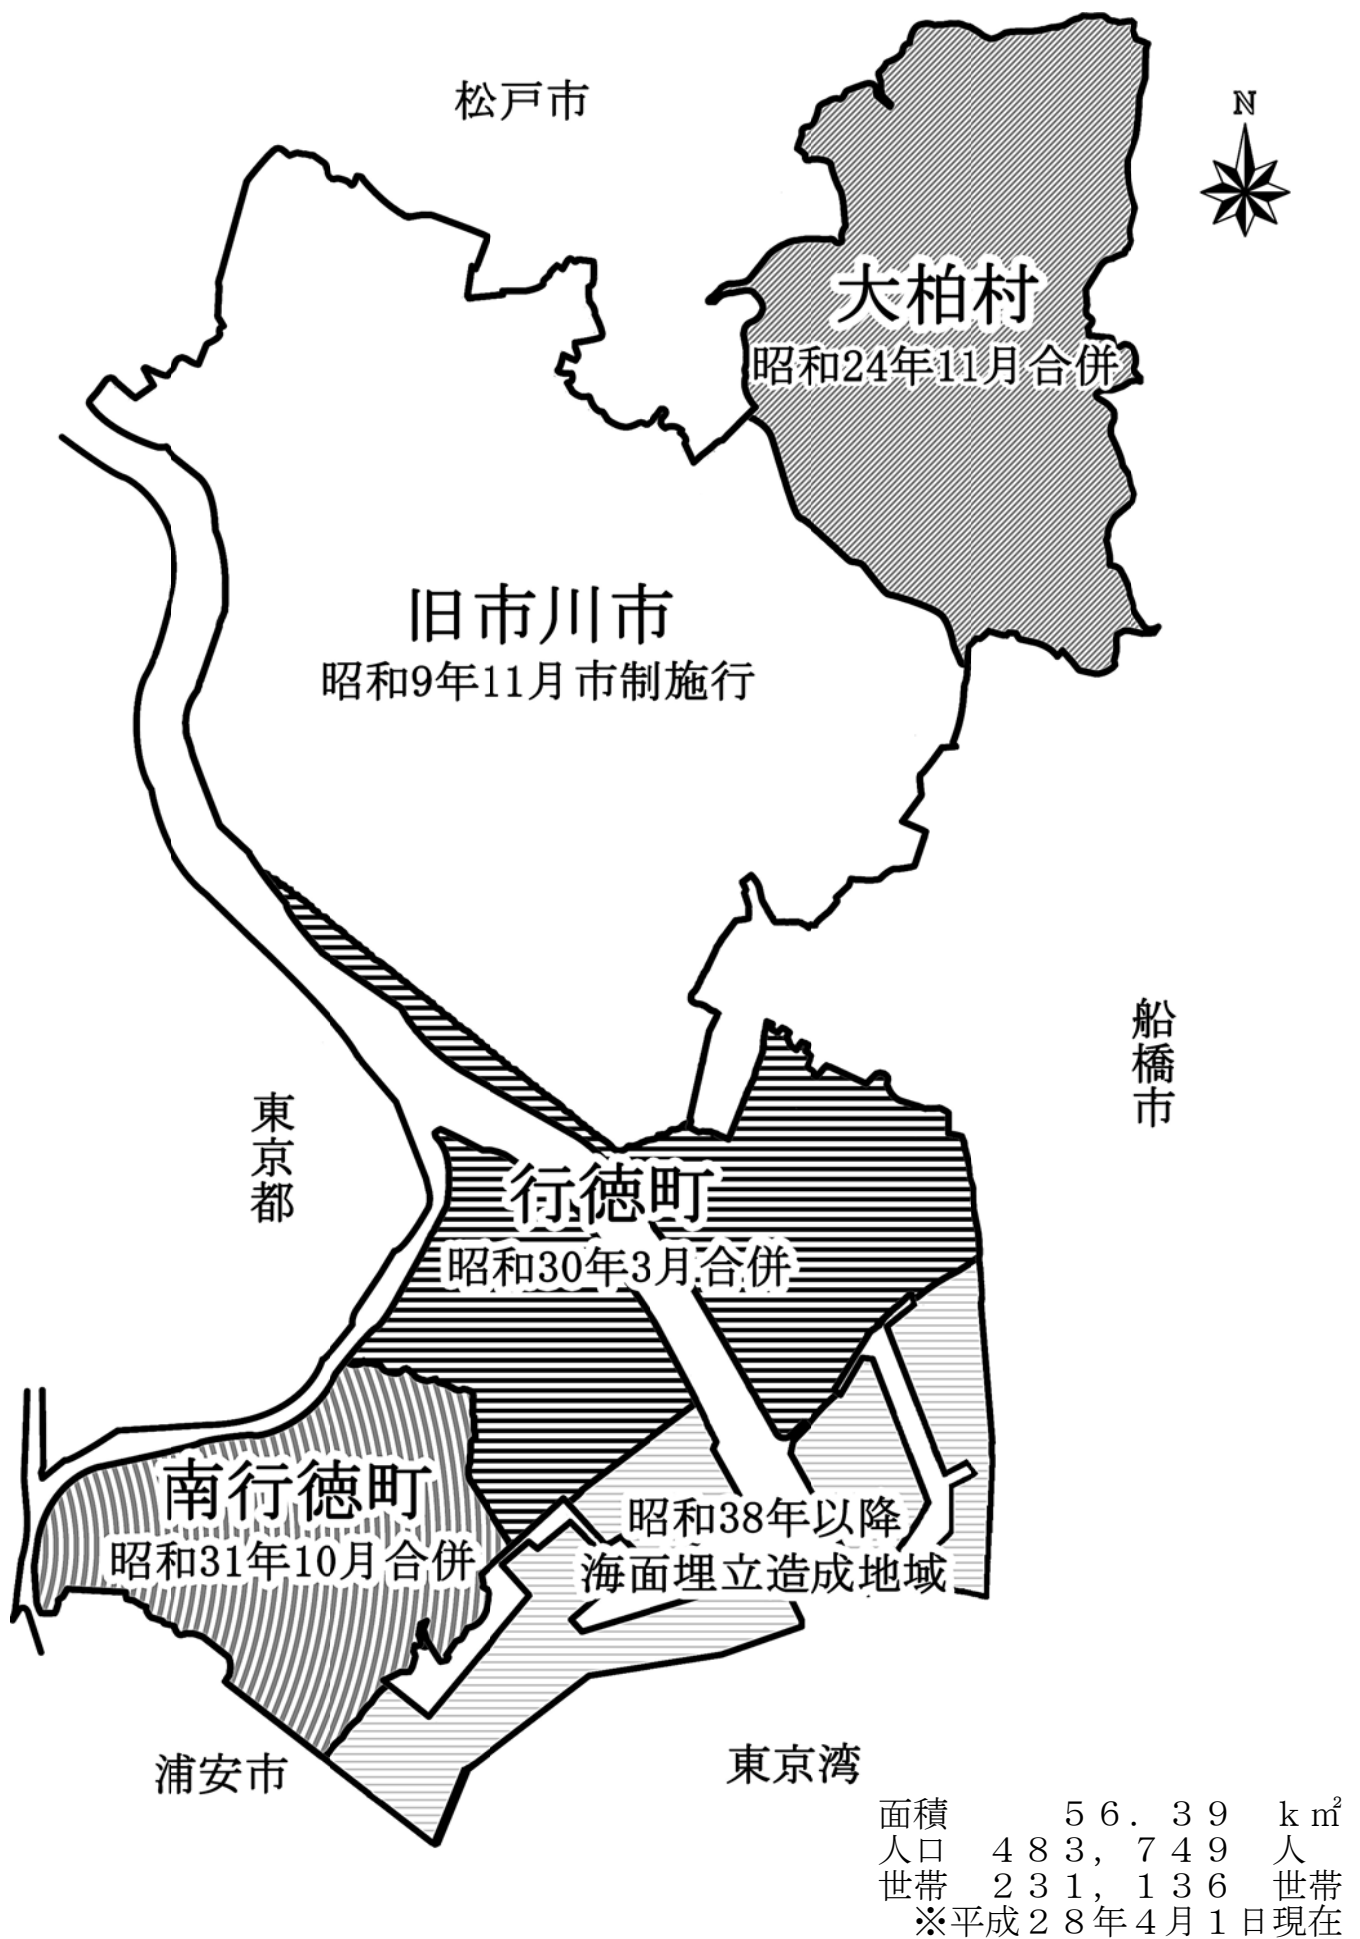 松戸市
N
大柏村
昭和24年11月合併
旧市川市
昭和9年11月市制施行
船橋市
東京都
行徳町
昭和30年3月合併
南行徳町
昭和31年10月合併
昭和38年以降
海面埋立造成地域
浦安市
東京湾
面積　５６．３９　ｋ㎡
人口　４８３，７４９　人
世帯　２３１，１３６　世帯
※平成２８年４月１日現在